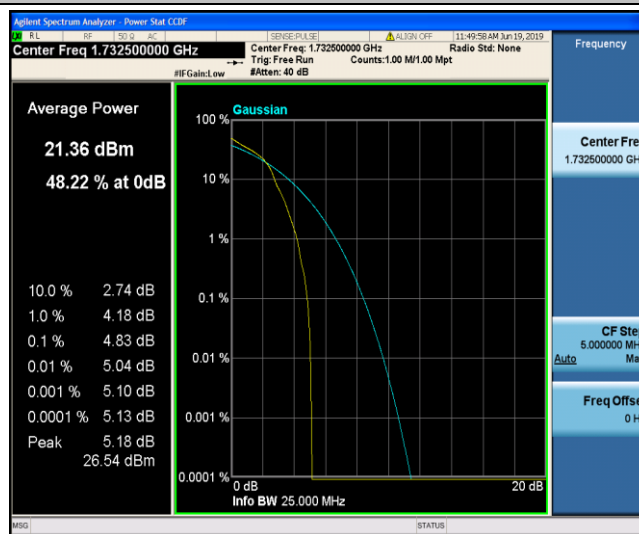 Agilent Spectrum Analyzer - Power Stat CCDF
RL RF 50 Ω AC SENSE:PULSE ALIGN OFF 11:49:58 AM Jun 19, 2019
Center Freq 1.732500000 GHz
Center Freq: 1.732500000 GHz Radio Std: None
Trig: Free Run Counts:1.00 M/1.00 Mpt
#IFGain:Low #Atten: 40 dB
Frequency
Average Power
21.36 dBm
48.22 % at 0dB
10.0 % 2.74 dB
1.0 % 4.18 dB
0.1 % 4.83 dB
0.01 % 5.04 dB
0.001 % 5.10 dB
0.0001 % 5.13 dB
Peak 5.18 dB
26.54 dBm
Gaussian
100 %
10 %
1 %
0.1 %
0.01 %
0.001 %
0.0001 %
0 dB 20 dB
Info BW 25.000 MHz
Center Fre
1.732500000 GH
CF Ste
5.000000 MH
Auto Ma
Freq Offse
0 H
MSG STATUS